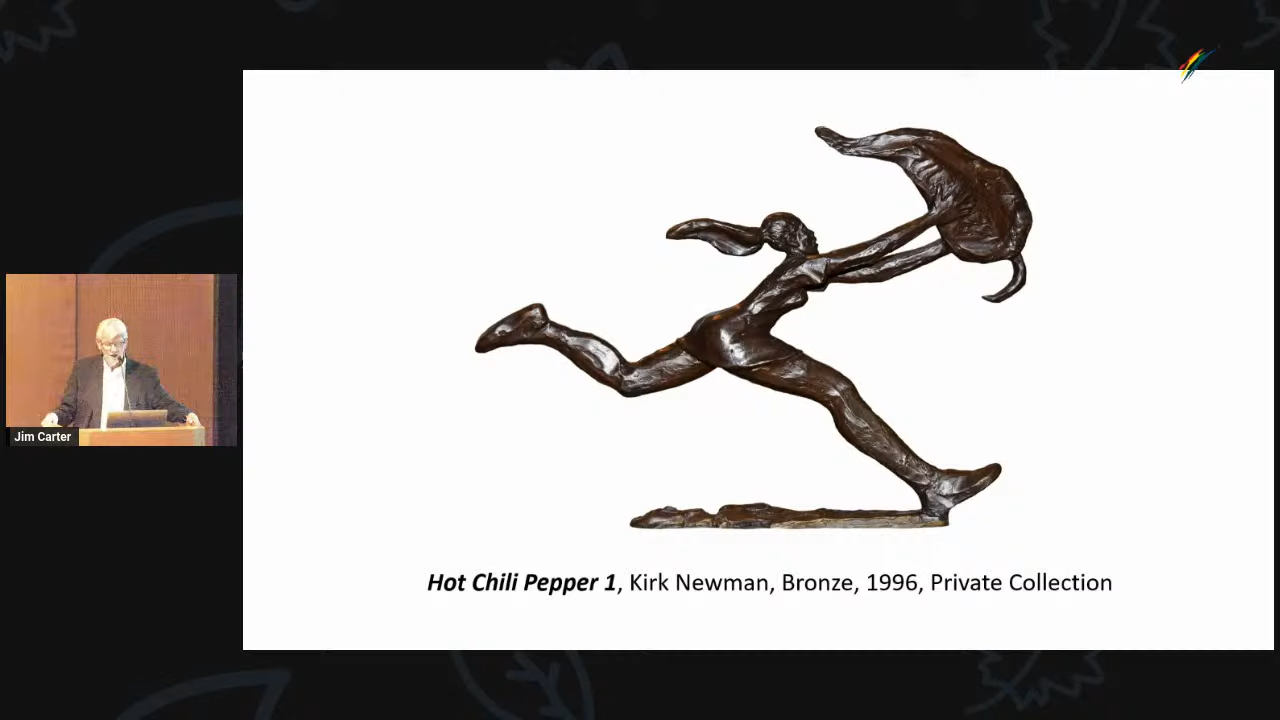 Jim Carter
Hot Chili Pepper 1, Kirk Newman, Bronze, 1996, Private Collection